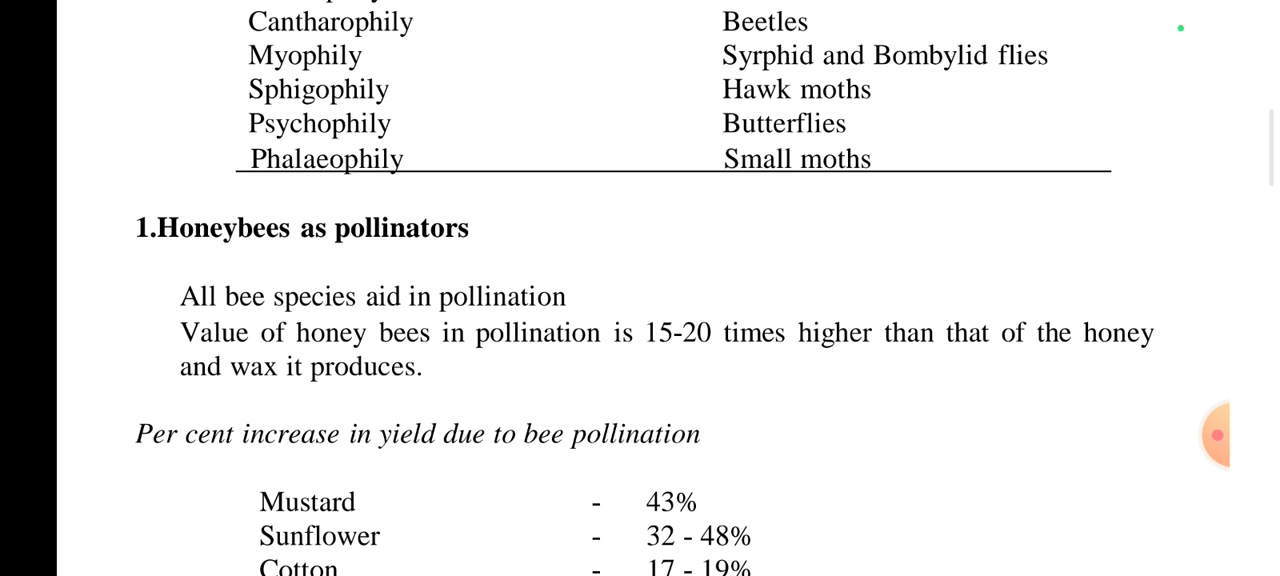 Cantharophily Beetles
Myophily Syrphid and Bombylid flies
Sphigophily Hawk moths
Psychophily Butterflies
Phalaeophily Small moths
1.Honeybees as pollinators
All bee species aid in pollination
Value of honey bees in pollination is 15-20 times higher than that of the honey
and wax it produces.
Per cent increase in yield due to bee pollination
Mustard - 43%
Sunflower - 32 - 48%
Cotton - 17 - 19%